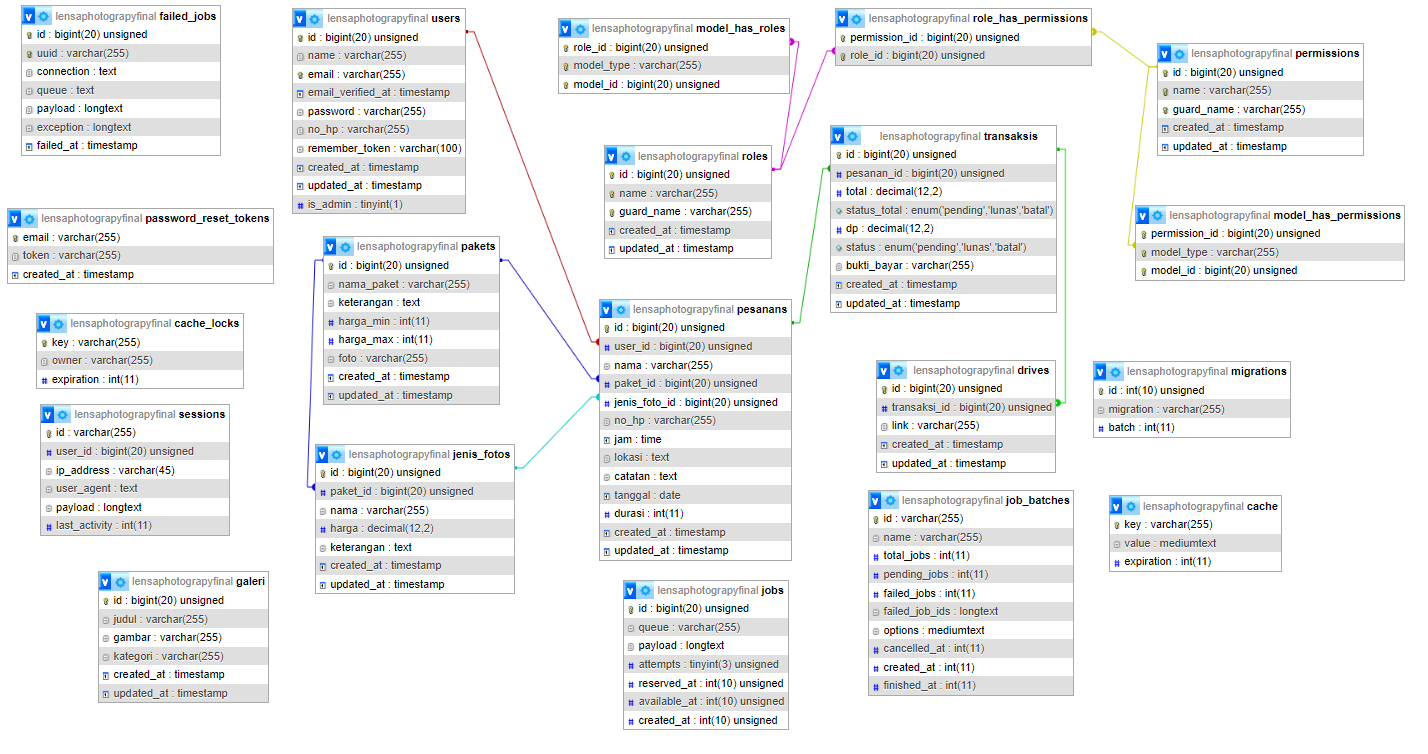 lensaphotograpyfinal failed_jobs
id : bigint(20) unsigned
uuid : varchar(255)
connection : text
queue : text
payload : longtext
exception : longtext
failed_at : timestamp
lensaphotograpyfinal users
id : bigint(20) unsigned
name : varchar(255)
email : varchar(255)
email_verified_at : timestamp
password : varchar(255)
no_hp : varchar(255)
remember_token : varchar(100)
created_at : timestamp
updated_at : timestamp
is_admin : tinyint(1)
lensaphotograpyfinal model_has_roles
role_id : bigint(20) unsigned
model_type : varchar(255)
model_id : bigint(20) unsigned
lensaphotograpyfinal role_has_permissions
permission_id : bigint(20) unsigned
role_id : bigint(20) unsigned
lensaphotograpyfinal permissions
id : bigint(20) unsigned
name : varchar(255)
guard_name : varchar(255)
created_at : timestamp
updated_at : timestamp
lensaphotograpyfinal roles
id : bigint(20) unsigned
name : varchar(255)
guard_name : varchar(255)
created_at : timestamp
updated_at : timestamp
lensaphotograpyfinal transaksis
id : bigint(20) unsigned
pesanan_id : bigint(20) unsigned
total : decimal(12,2)
status_total : enum('pending','lunas','batal')
dp : decimal(12,2)
status : enum('pending','lunas','batal')
bukti_bayar : varchar(255)
created_at : timestamp
updated_at : timestamp
lensaphotograpyfinal password_reset_tokens
email : varchar(255)
token : varchar(255)
created_at : timestamp
lensaphotograpyfinal pakets
id : bigint(20) unsigned
nama_paket : varchar(255)
keterangan : text
harga_min : int(11)
harga_max : int(11)
foto : varchar(255)
created_at : timestamp
updated_at : timestamp
lensaphotograpyfinal model_has_permissions
permission_id : bigint(20) unsigned
model_type : varchar(255)
model_id : bigint(20) unsigned
lensaphotograpyfinal cache_locks
key : varchar(255)
owner : varchar(255)
expiration : int(11)
lensaphotograpyfinal pesanans
id : bigint(20) unsigned
user_id : bigint(20) unsigned
nama : varchar(255)
paket_id : bigint(20) unsigned
jenis_foto_id : bigint(20) unsigned
no_hp : varchar(255)
jam : time
lokasi : text
catatan : text
tanggal : date
durasi : int(11)
created_at : timestamp
updated_at : timestamp
lensaphotograpyfinal drives
id : bigint(20) unsigned
transaksi_id : bigint(20) unsigned
link : varchar(255)
created_at : timestamp
updated_at : timestamp
lensaphotograpyfinal migrations
id : int(10) unsigned
migration : varchar(255)
batch : int(11)
lensaphotograpyfinal sessions
id : varchar(255)
user_id : bigint(20) unsigned
ip_address : varchar(45)
user_agent : text
payload : longtext
last_activity : int(11)
lensaphotograpyfinal jenis_fotos
id : bigint(20) unsigned
paket_id : bigint(20) unsigned
nama : varchar(255)
harga : decimal(12,2)
keterangan : text
created_at : timestamp
updated_at : timestamp
lensaphotograpyfinal job_batches
id : varchar(255)
name : varchar(255)
total_jobs : int(11)
pending_jobs : int(11)
failed_jobs : int(11)
failed_job_ids : longtext
options : mediumtext
cancelled_at : int(11)
created_at : int(11)
finished_at : int(11)
lensaphotograpyfinal cache
key : varchar(255)
value : mediumtext
expiration : int(11)
lensaphotograpyfinal galeri
id : bigint(20) unsigned
judul : varchar(255)
gambar : varchar(255)
kategori : varchar(255)
created_at : timestamp
updated_at : timestamp
lensaphotograpyfinal jobs
id : bigint(20) unsigned
queue : varchar(255)
payload : longtext
attempts : tinyint(3) unsigned
reserved_at : int(10) unsigned
available_at : int(10) unsigned
created_at : int(10) unsigned